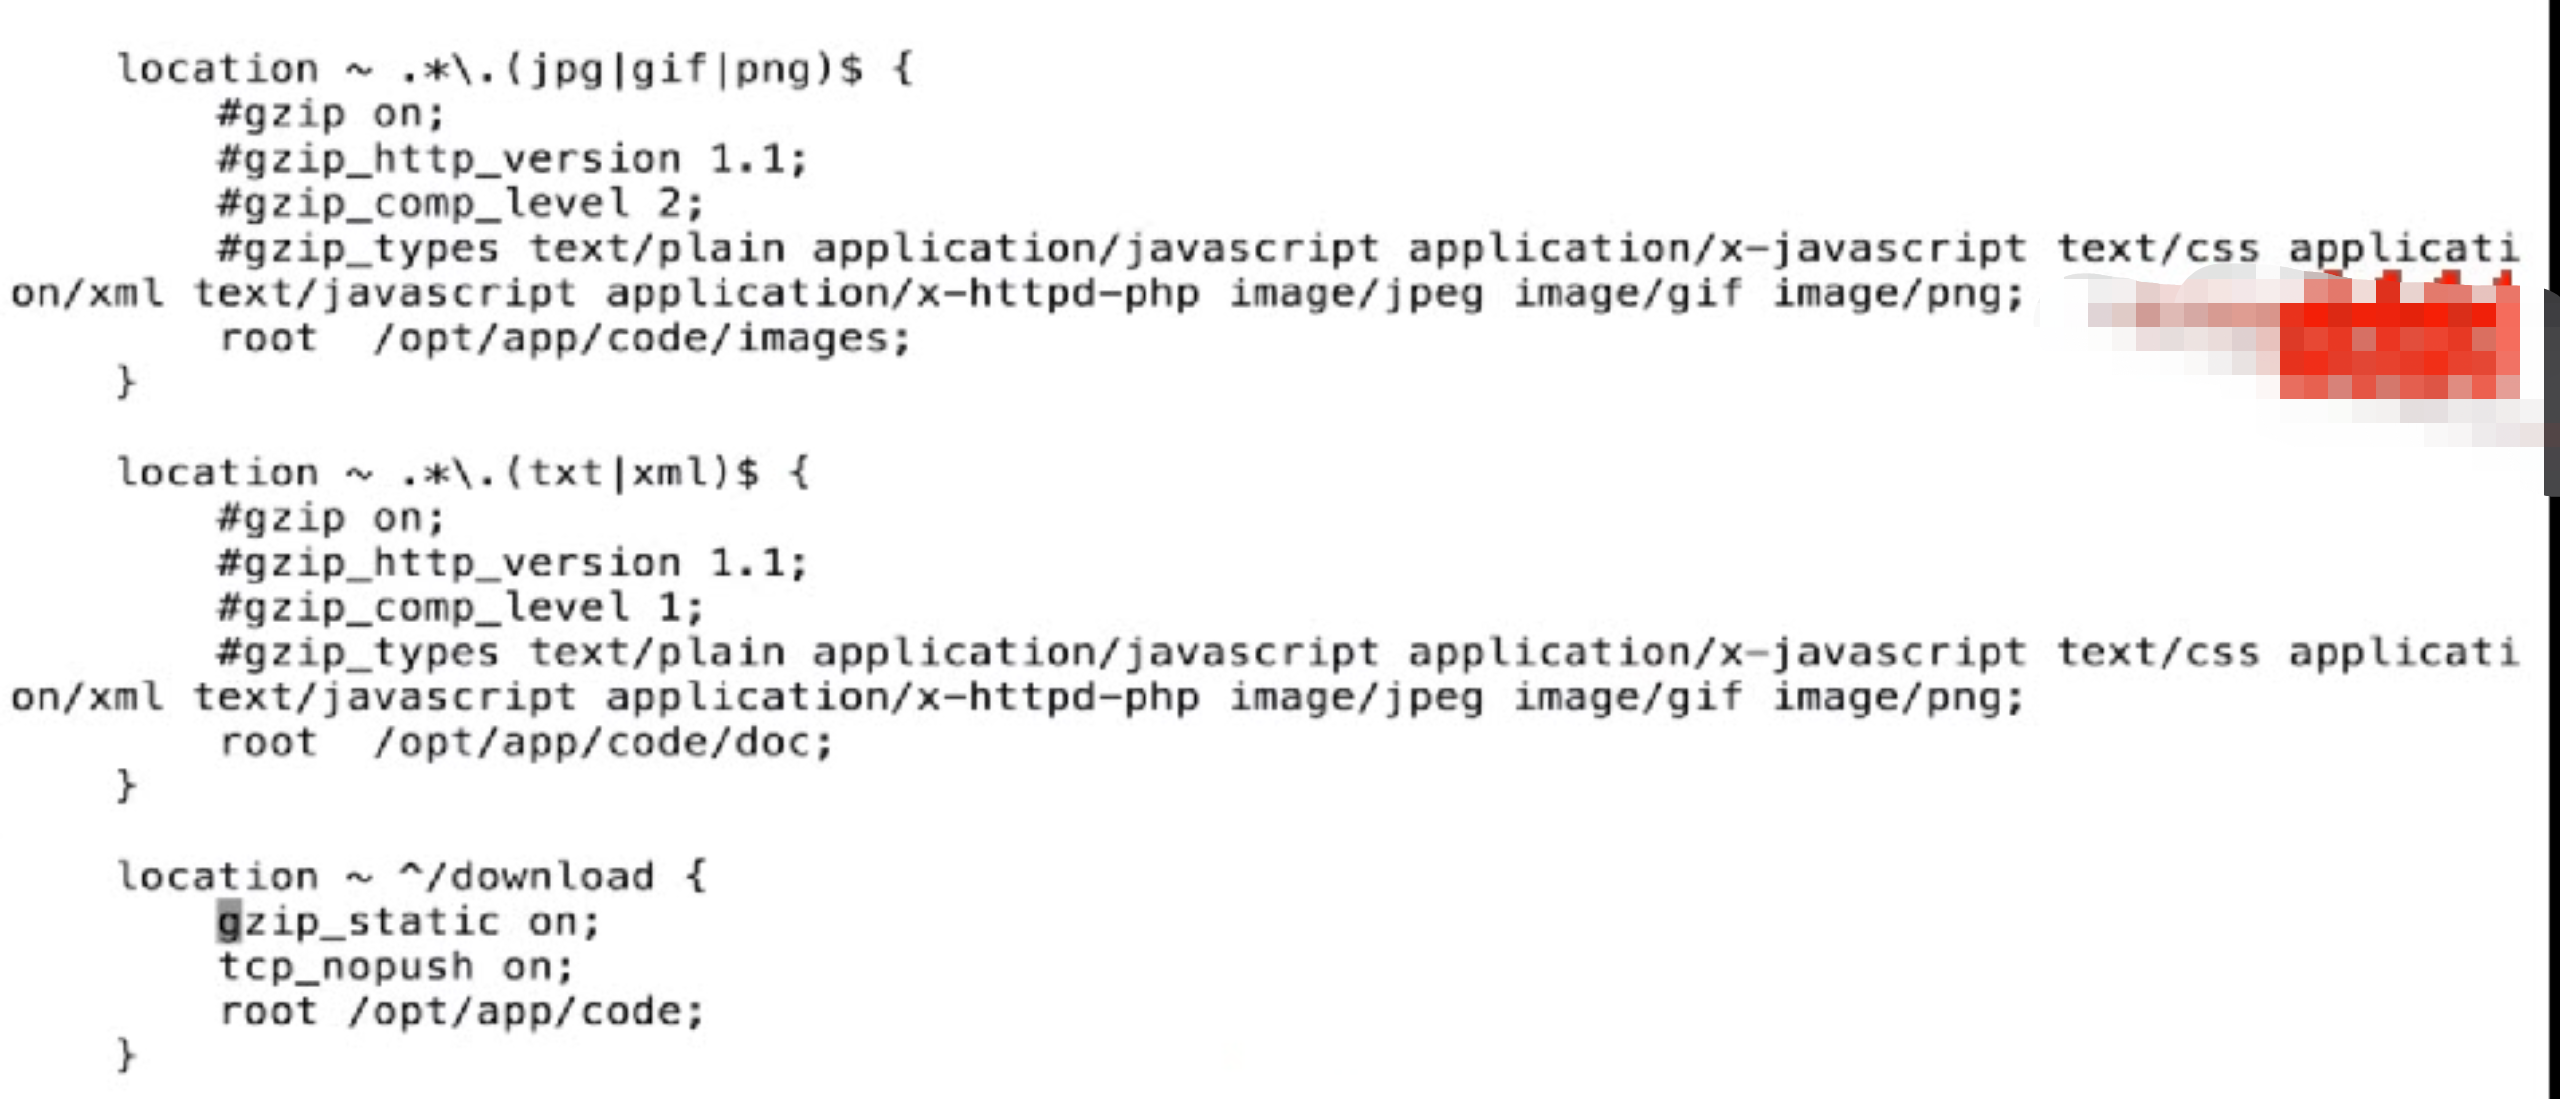 location ~ .*\.(jpg|gif|png)$ {
#gzip on;
#gzip_http_version 1.1;
#gzip_comp_level 2;
#gzip_types text/plain application/javascript application/x-javascript text/css applicati
on/xml text/javascript application/x-httpd-php image/jpeg image/gif image/png;
root  /opt/app/code/images;
}
location ~ .*\.(txt|xml)$ {
#gzip on;
#gzip_http_version 1.1;
#gzip_comp_level 1;
#gzip_types text/plain application/javascript application/x-javascript text/css applicati
on/xml text/javascript application/x-httpd-php image/jpeg image/gif image/png;
root  /opt/app/code/doc;
}
location ~ ^/download {
gzip_static on;
tcp_nopush on;
root /opt/app/code;
}